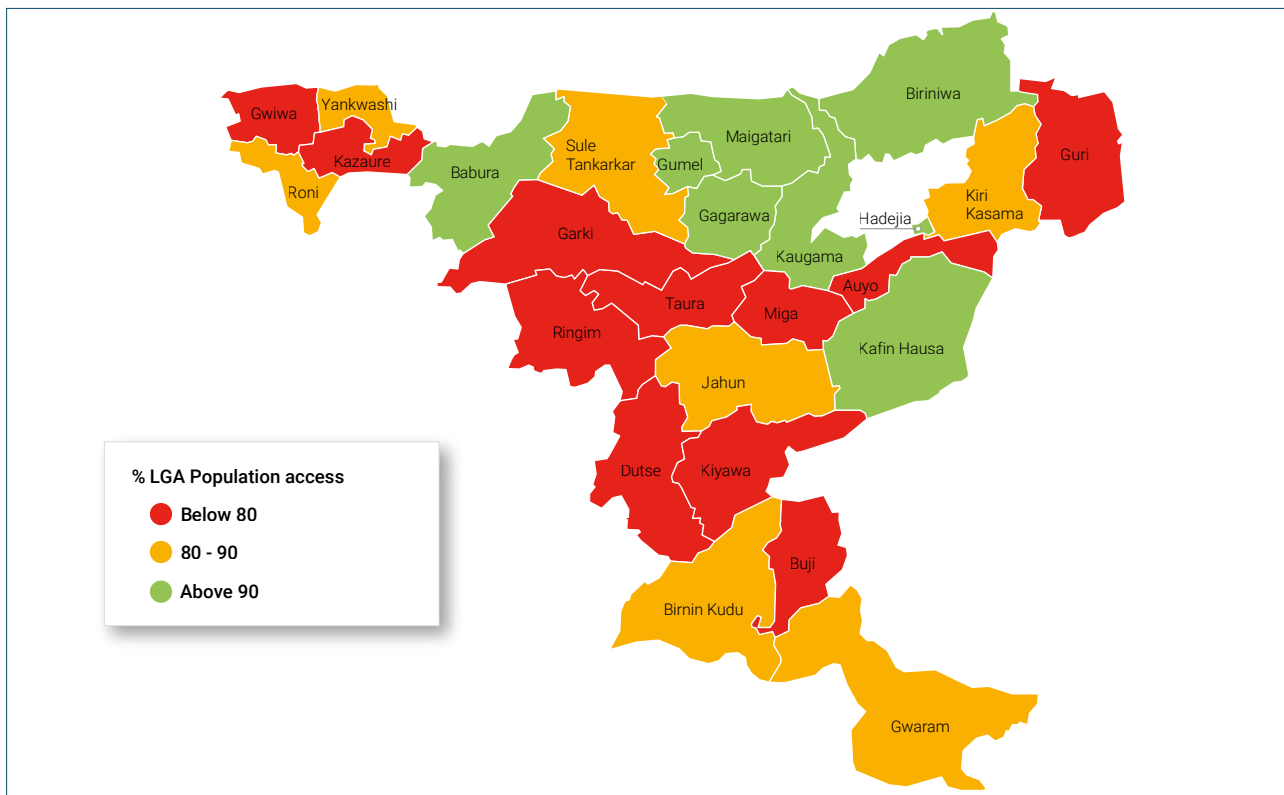 Biriniwa
Yankwashi
Gwiwa
Maigatari
Sule
Tankarkar
Guri
Kazaure
Gumel
Babura
Roni
Kiri
Kasama
Gagarawa
Hadejia
Garki
Kaugama
Auyo
Taura
Miga
Ringim
Kafin Hausa
Jahun
Dutse
Kiyawa
% LGA Population access
Below 80
80 - 90
Above 90
Buji
Birnin Kudu
Gwaram